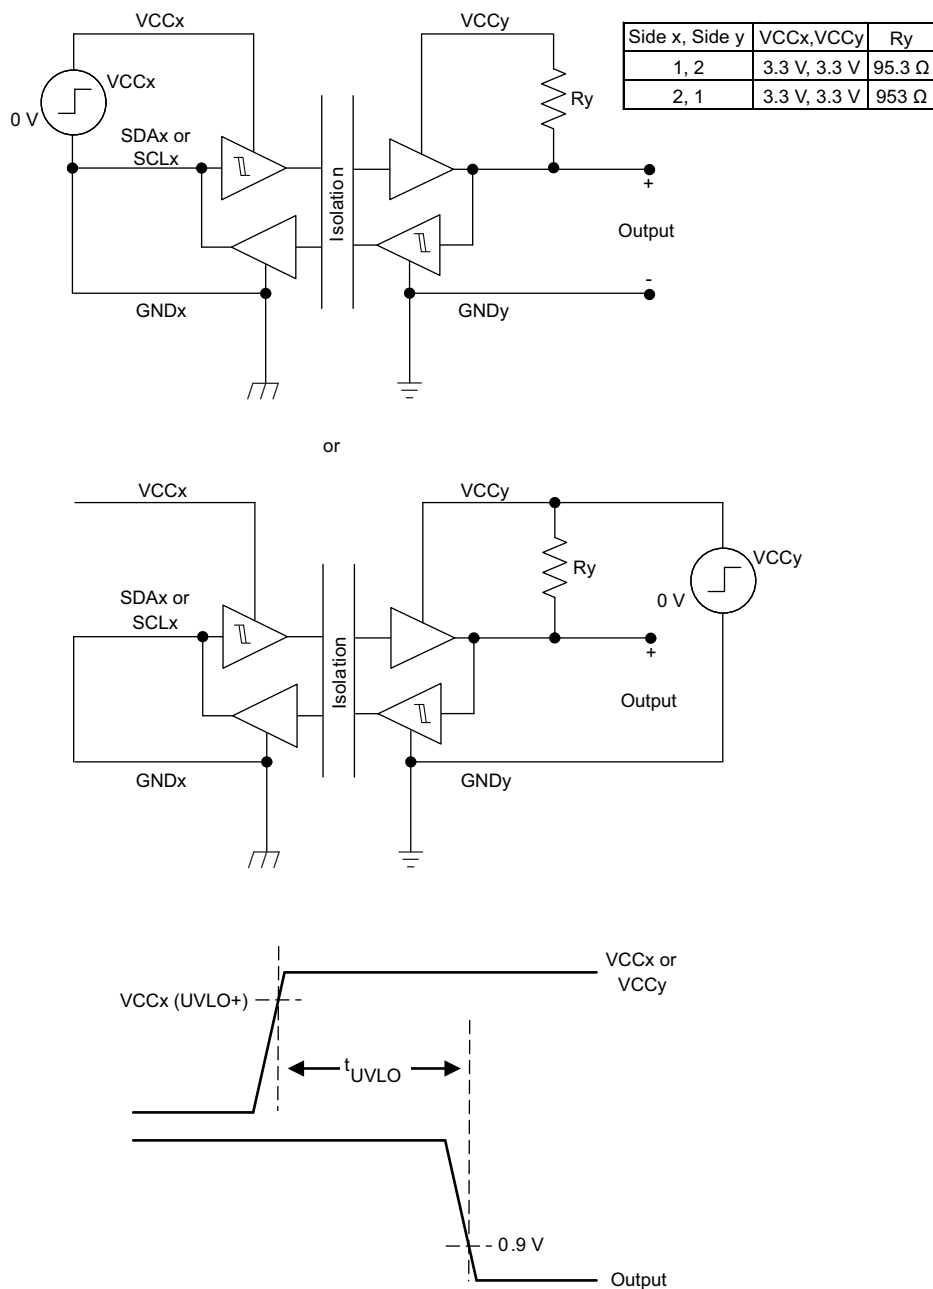 VCCx
VCCy
Side x, Side y VCCx,VCCy Ry
1, 2 3.3 V, 3.3 V 95.3 Ω
2, 1 3.3 V, 3.3 V 953 Ω
VCCx
0 V
Ry
SDAx or
SCLx
Isolation
+
Output
-
GNDx
GNDy
or
VCCx
VCCy
VCCy
Ry
0 V
SDAx or
SCLx
Isolation
+
Output
GNDx
GNDy
VCCx or
VCCy
VCCx (UVLO+)
tUVLO
0.9 V
Output